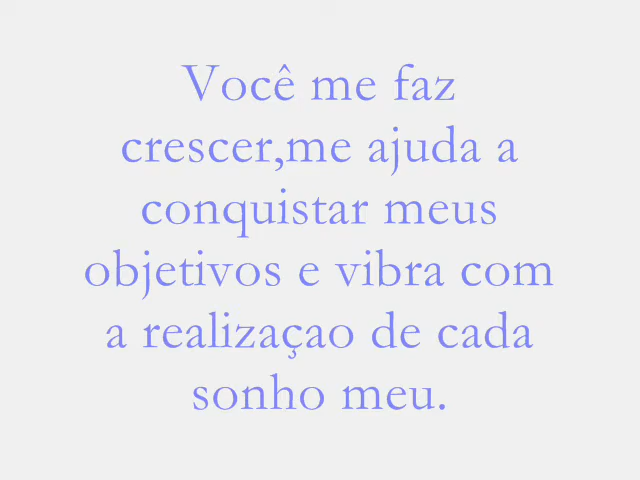 Você me faz
crescer,me ajuda a
conquistar meus
objetivos e vibra com
a realizaçao de cada
sonho meu.